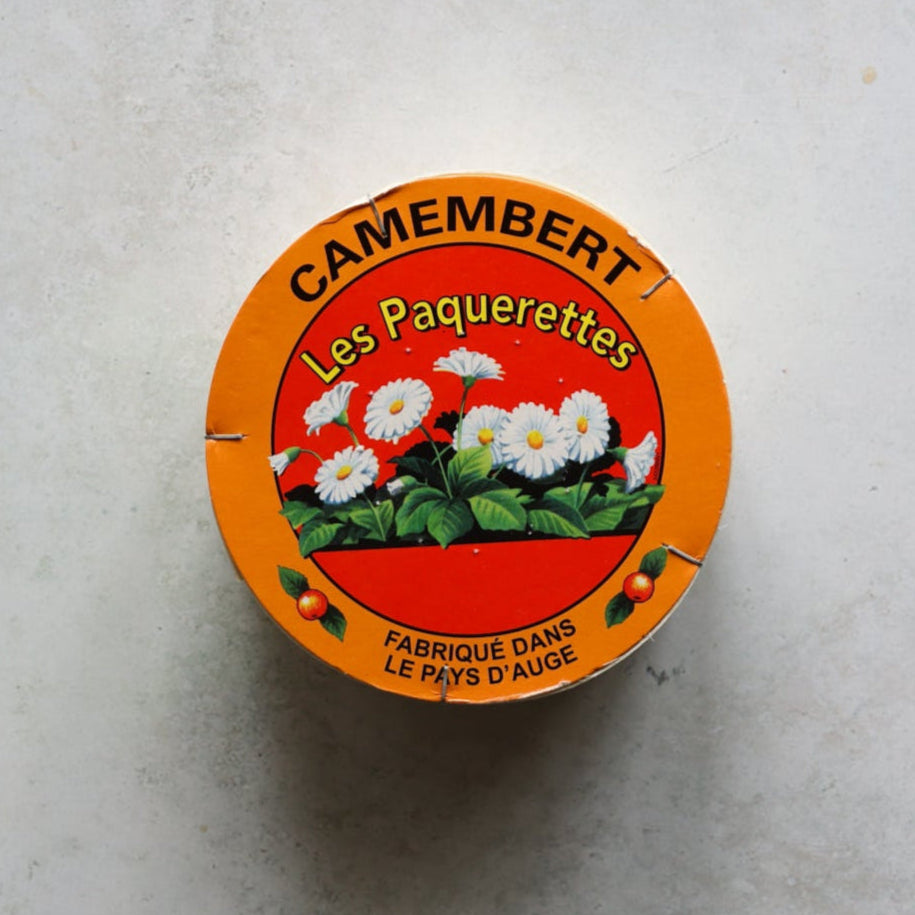 CAMEMBERT
Les Paquerettes
FABRIQUÉ DANS
LE PAYS D'AUGE